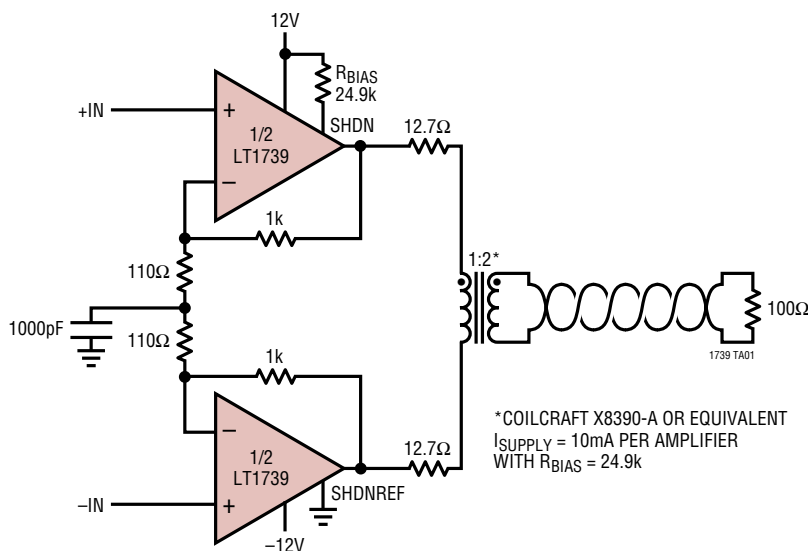 12V
RBIAS
24.9k
+IN
+
SHDN
12.7Ω
1/2
LT1739
–
1k
1:2*
110Ω
1000pF
110Ω
100Ω
1k
1739 TA01
–
12.7Ω
*COILCRAFT X8390-A OR EQUIVALENT
ISUPPLY = 10mA PER AMPLIFIER
WITH RBIAS = 24.9k
1/2
LT1739
SHDNREF
–IN
+
–12V